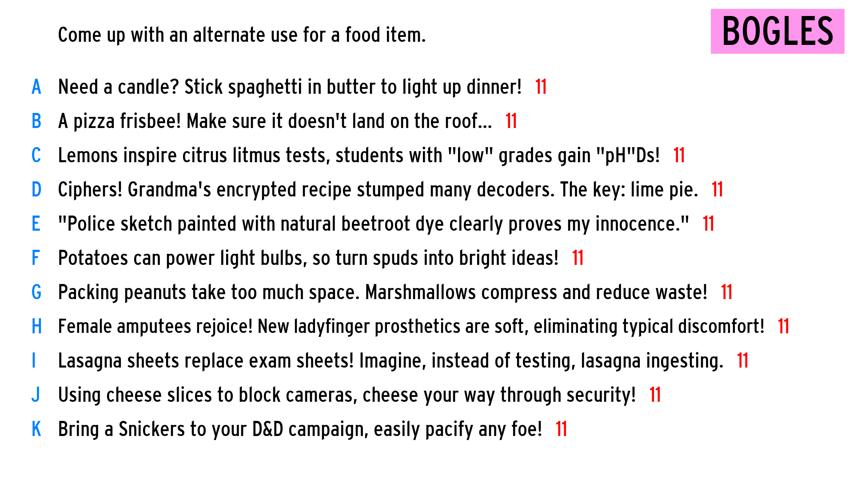 Come up with an alternate use for a food item.
BOGLES
A Need a candle? Stick spaghetti in butter to light up dinner! 11
B A pizza frisbee! Make sure it doesn't land on the roof... 11
C Lemons inspire citrus litmus tests, students with "low" grades gain "pH"Ds! 11
D Ciphers! Grandma's encrypted recipe stumped many decoders. The key: lime pie. 11
E "Police sketch painted with natural beetroot dye clearly proves my innocence." 11
F Potatoes can power light bulbs, so turn spuds into bright ideas! 11
G Packing peanuts take too much space. Marshmallows compress and reduce waste! 11
H Female amputees rejoice! New ladyfinger prosthetics are soft, eliminating typical discomfort! 11
I Lasagna sheets replace exam sheets! Imagine, instead of testing, lasagna ingesting. 11
J Using cheese slices to block cameras, cheese your way through security! 11
K Bring a Snickers to your D&D campaign, easily pacify any foe! 11